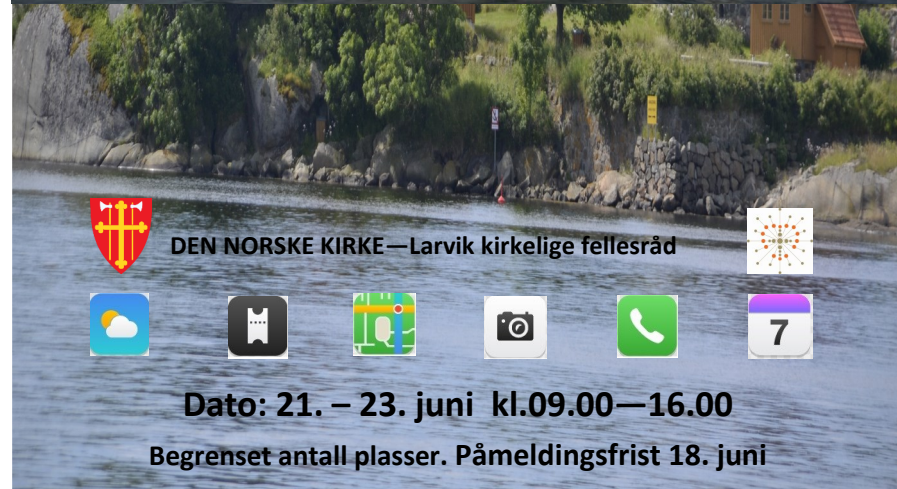 DEN NORSKE KIRKE—Larvik kirkelige fellesråd
7
Dato: 21. – 23. juni  kl.09.00—16.00
Begrenset antall plasser. Påmeldingsfrist 18. juni